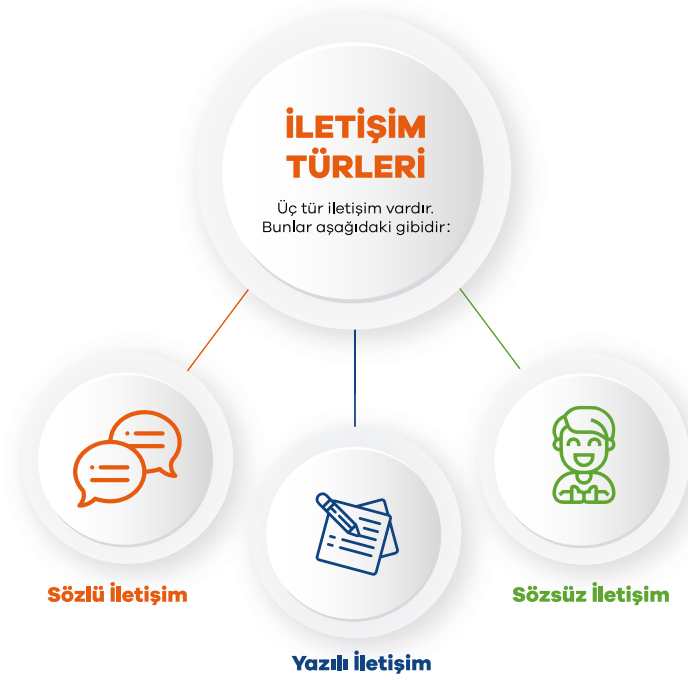 İLETİŞİM
TÜRLERİ
Üç tür iletişim vardır.
Bunlar aşağıdaki gibidir:
Sözlü İletişim
Yazılı İletişim
Sözsüz İletişim